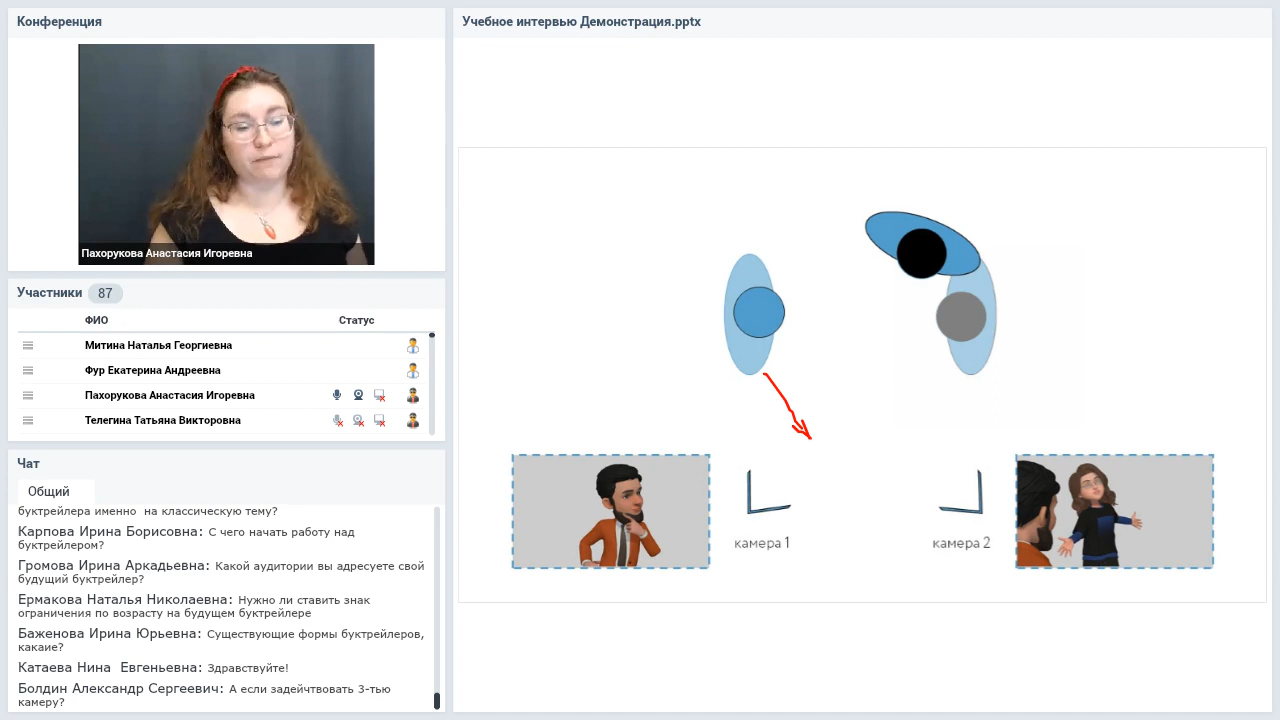 Конференция
Пахорукова Анастасия Игоревна
Участники 87
ФИО Статус
Митина Наталья Георгиевна
Фур Екатерина Андреевна
Пахорукова Анастасия Игоревна
Телегина Татьяна Викторовна
Чат
Общий
буктрейлера именно на классическую тему?
Карпова Ирина Борисовна: С чего начать работу над
буктрейлером?
Громова Ирина Аркадьевна: Какой аудитории вы адресуете свой
будущий буктрейлер?
Ермакова Наталья Николаевна: Нужно ли ставить знак
ограничения по возрасту на будущем буктрейлере
Баженова Ирина Юрьевна: Существующие формы буктрейлеров,
какаие?
Катаева Нина Евгеньевна: Здравствуйте!
Болдин Александр Сергеевич: А если задейчтвовать 3-тью
камеру?
Учебное интервью Демонстрация.pptx
камера 1
камера 2